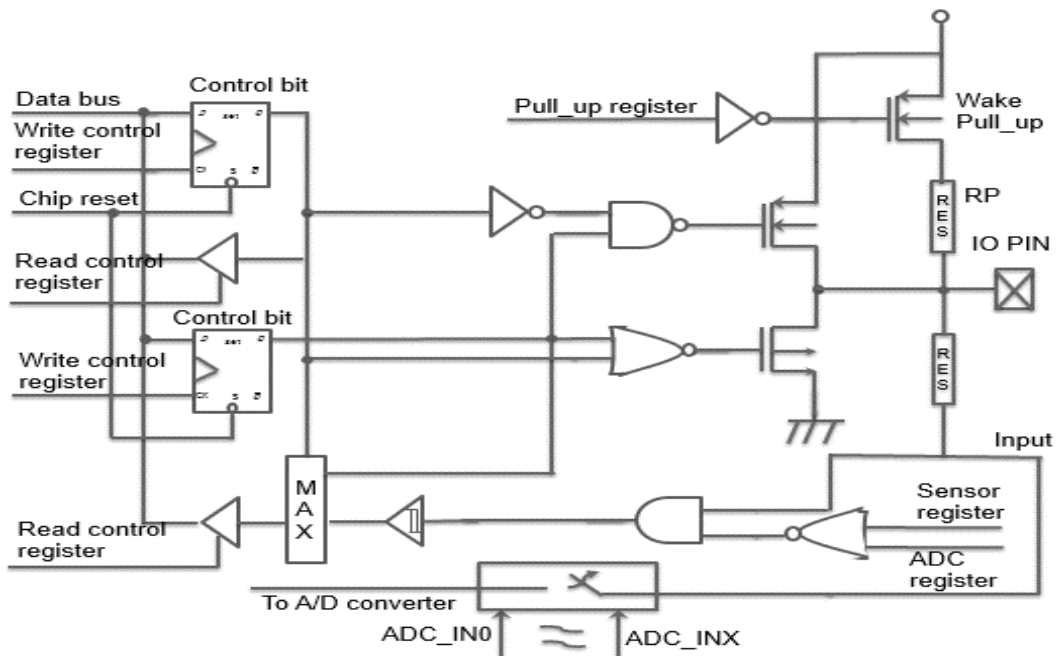 Control bit
Data bus
Write control
register
Chip reset
Read control
register
Control bit
Write control
register
Read control
register
Pull_up register
Wake
Pull_up
RES
RP
IO PIN
RES
Input
Sensor
register
ADC
register
MAX
To A/D converter
ADC_IN0
ADC_INX